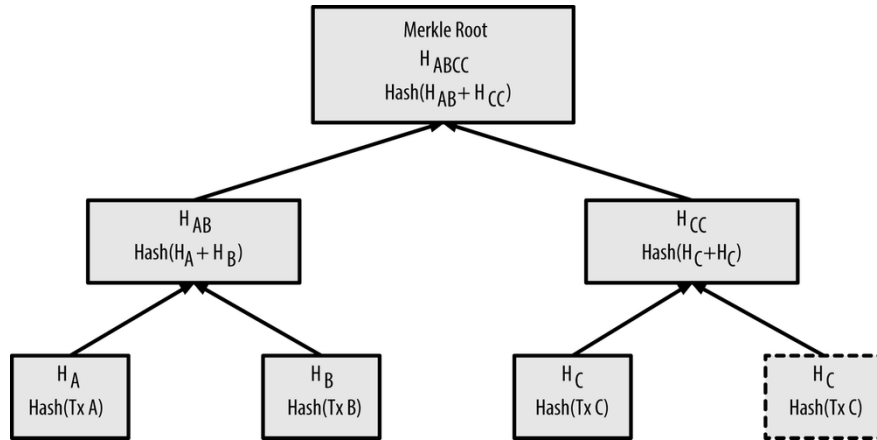 Merkle Root
H ABCC
Hash(H AB + H CC)
H AB
Hash(H A + H B)
H CC
Hash(H C+H C)
H A
Hash(Tx A)
H B
Hash(Tx B)
H C
Hash(Tx C)
H C
Hash(Tx C)